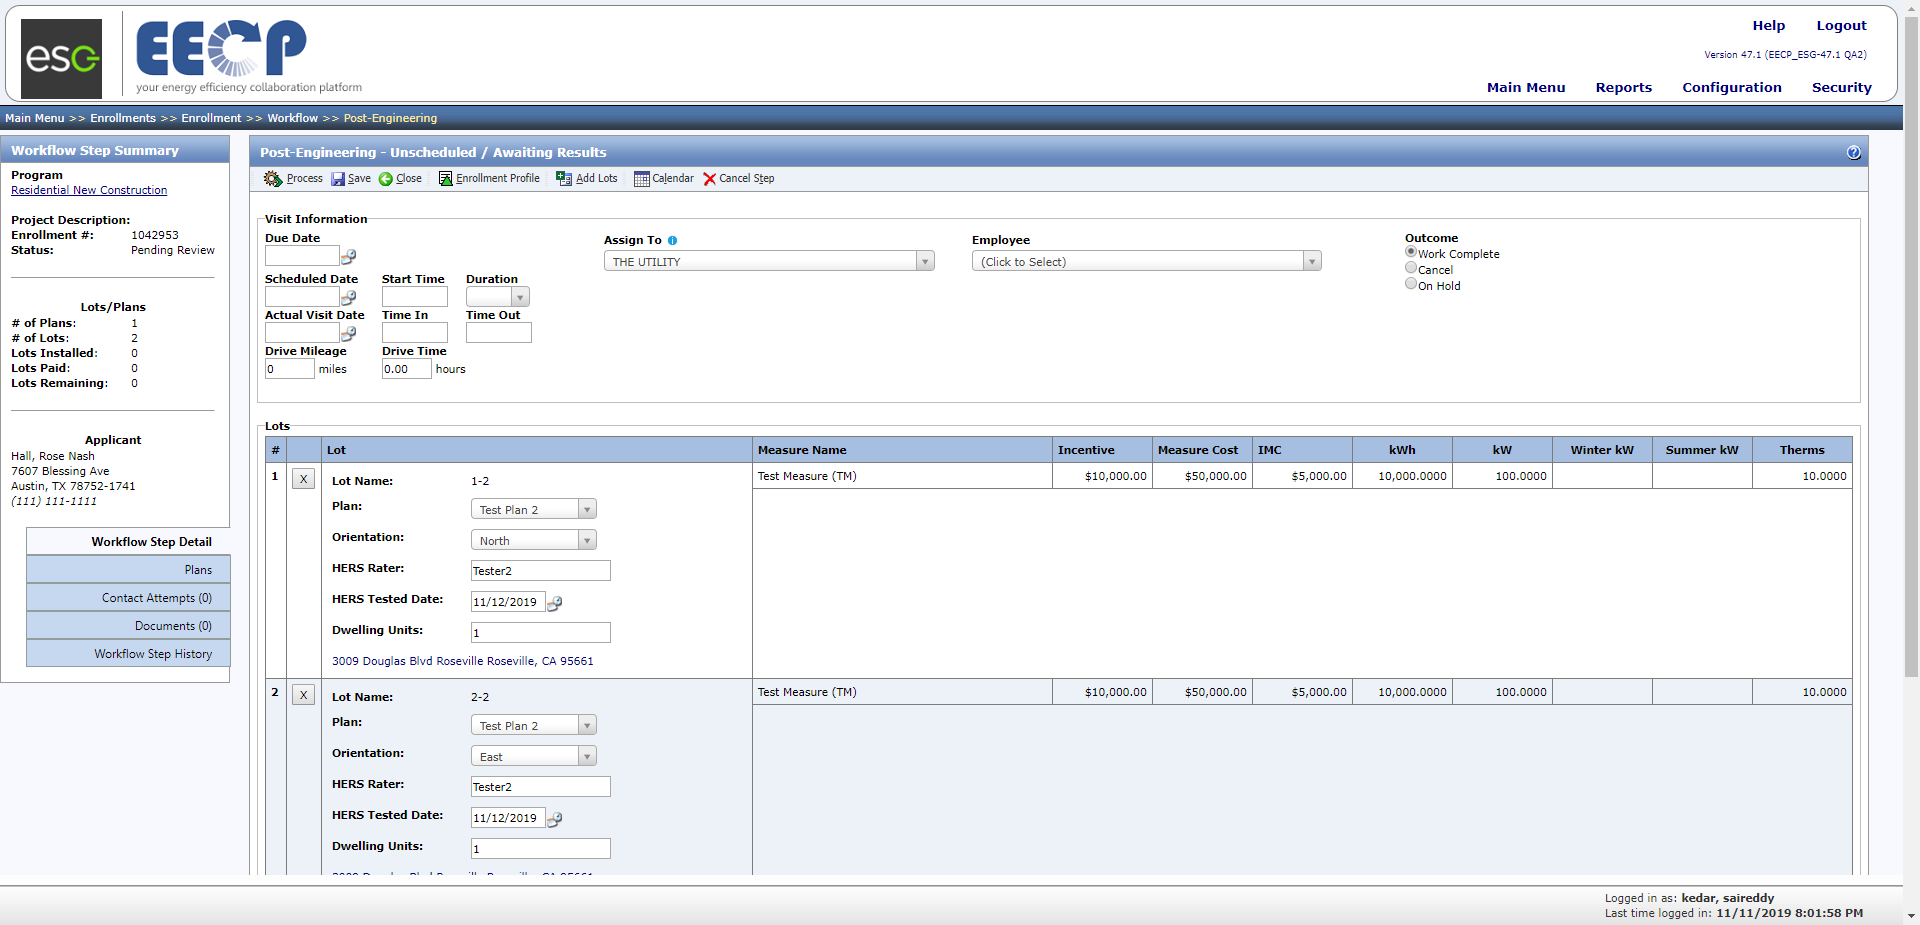 esg
EECP
your energy efficiency collaboration platform
Help Logout
Version 47.1 (EECP_ESG-47.1 QA2)
Main Menu Reports Configuration Security
Main Menu >> Enrollments >> Enrollment >> Workflow >> Post-Engineering
Workflow Step Summary
Program
Residential New Construction
Project Description:
Enrollment #: 1042953
Status: Pending Review
Lots/Plans
# of Plans: 1
# of Lots: 2
Lots Installed: 0
Lots Paid: 0
Lots Remaining: 0
Applicant
Hall, Rose Nash
7607 Blessing Ave
Austin, TX 78752-1741
(111) 111-1111
Workflow Step Detail
Plans
Contact Attempts (0)
Documents (0)
Workflow Step History
Post-Engineering - Unscheduled / Awaiting Results
?
Process Save Close Enrollment Profile Add Lots Calendar Cancel Step
Visit Information
Due Date
Scheduled Date Start Time Duration
Actual Visit Date Time In Time Out
Drive Mileage Drive Time
0 miles 0.00 hours
Assign To i
THE UTILITY
Employee
(Click to Select)
Outcome
Work Complete
Cancel
On Hold
Lots
# Lot Measure Name Incentive Measure Cost IMC kWh kW Winter kW Summer kW Therms
1 X Lot Name: 1-2 Test Measure (TM) $10,000.00 $50,000.00 $5,000.00 10,000.0000 100.0000 10.0000
Plan: Test Plan 2
Orientation: North
HERS Rater: Tester2
HERS Tested Date: 11/12/2019
Dwelling Units: 1
3009 Douglas Blvd Roseville Roseville, CA 95661
2 X Lot Name: 2-2 Test Measure (TM) $10,000.00 $50,000.00 $5,000.00 10,000.0000 100.0000 10.0000
Plan: Test Plan 2
Orientation: East
HERS Rater: Tester2
HERS Tested Date: 11/12/2019
Dwelling Units: 1
Logged in as: kedar, saireddy
Last time logged in: 11/11/2019 8:01:58 PM